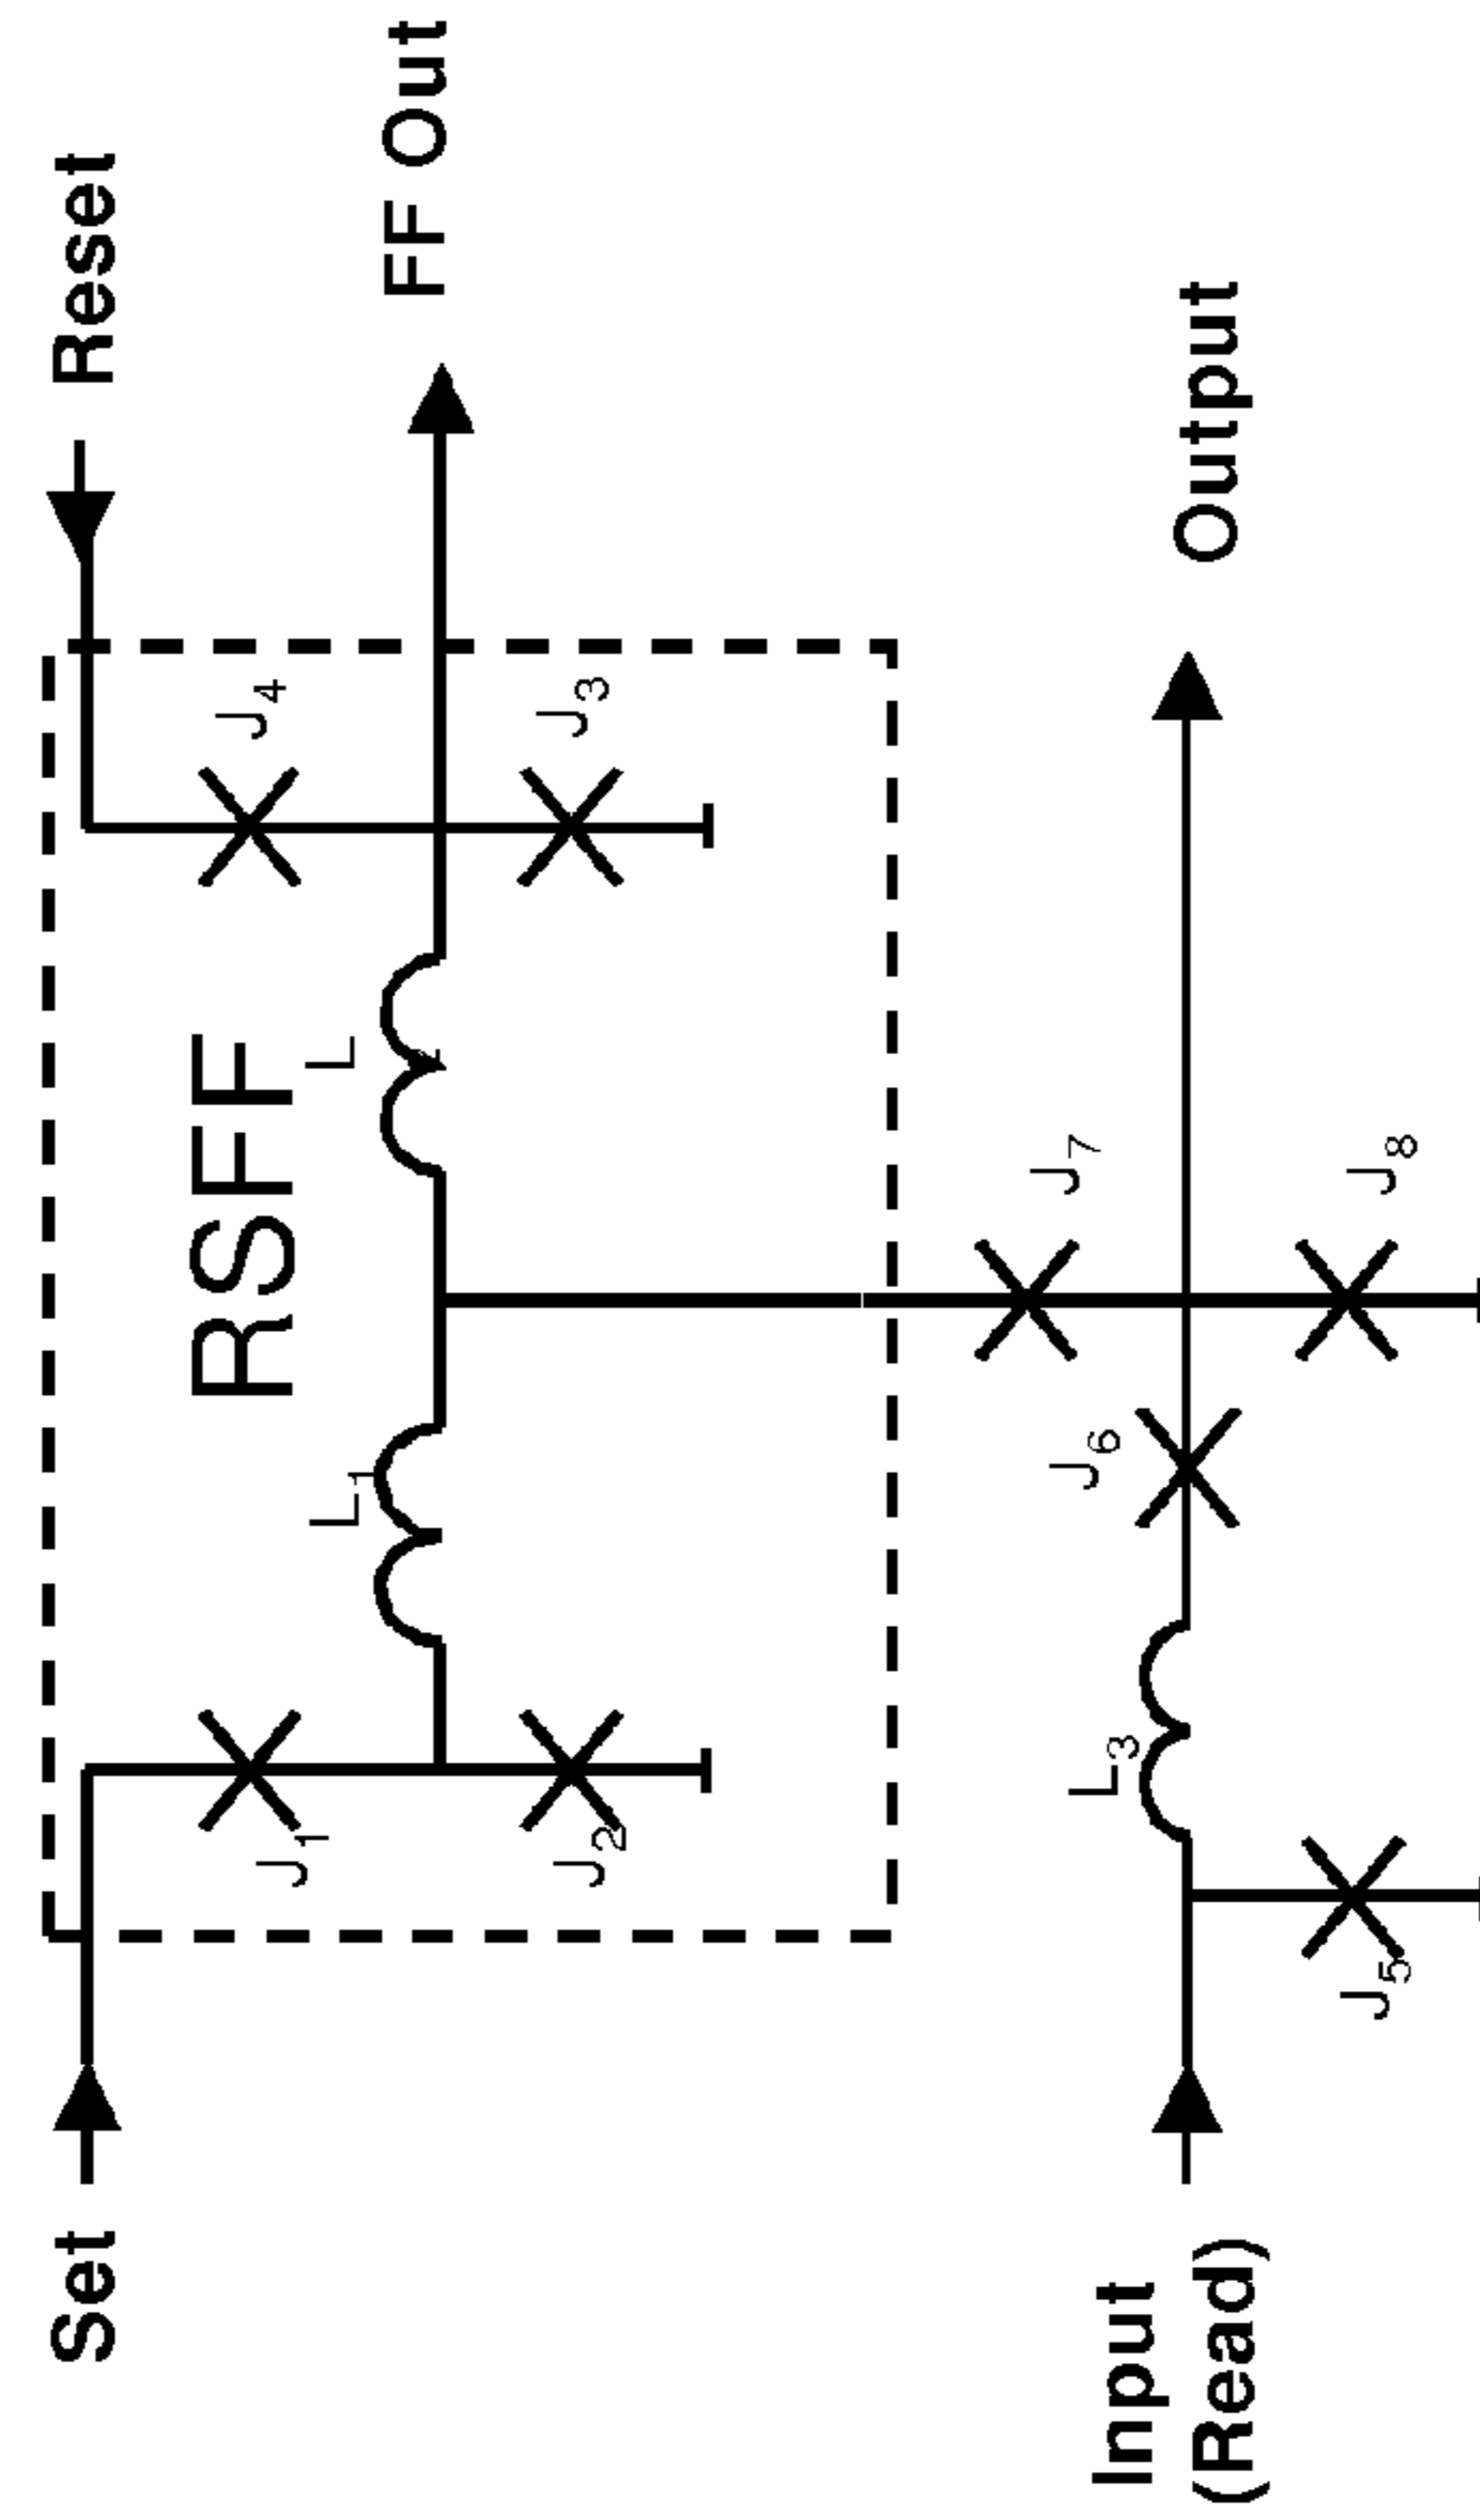 Set
Reset
RSFF
J1
J4
L1
L
FF Out
J2
J3
Input
(Read)
L3
J6
J7
Output
J5
J8